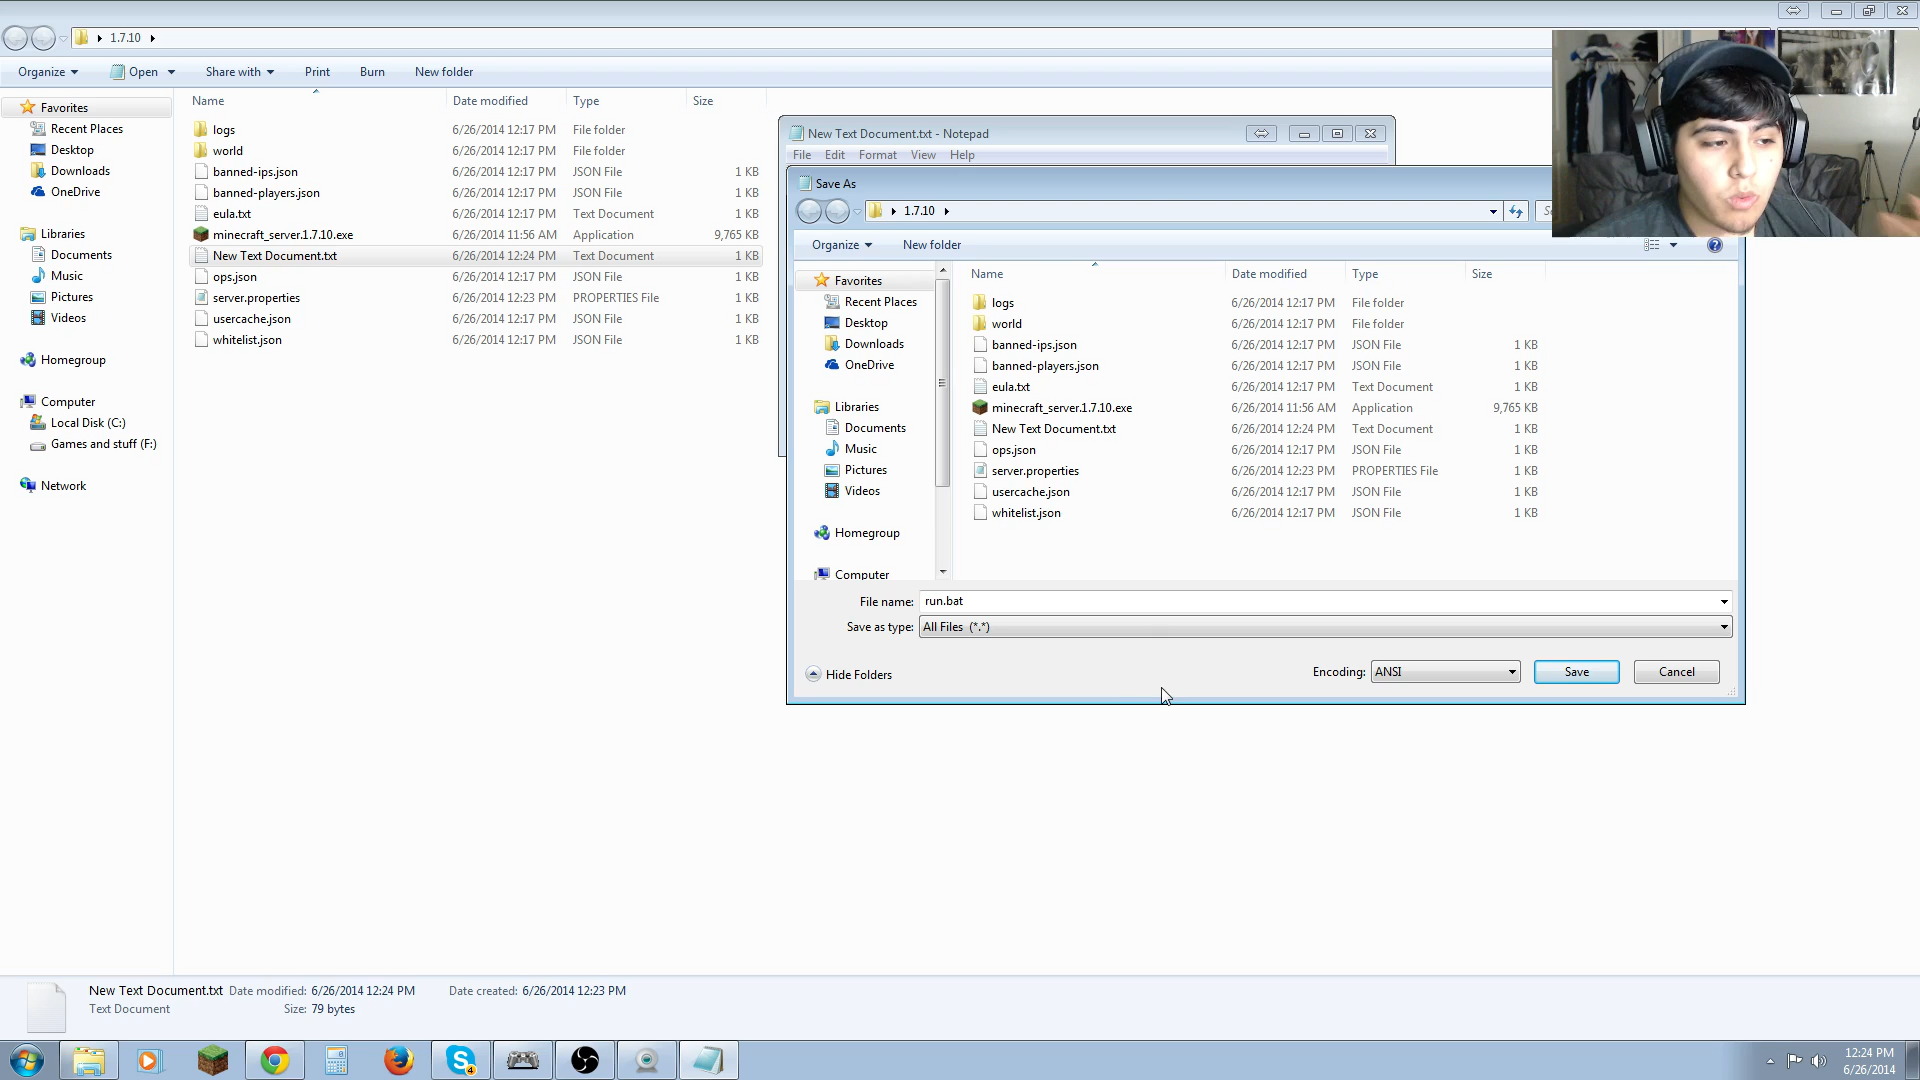 1.7.10
Organize Open Share with Print Burn New folder
Name Date modified Type Size
Favorites
Recent Places
Desktop
Downloads
OneDrive
Libraries
Documents
Music
Pictures
Videos
Homegroup
Computer
Local Disk (C:)
Games and stuff (F:)
Network
logs 6/26/2014 12:17 PM File folder
world 6/26/2014 12:17 PM File folder
banned-ips.json 6/26/2014 12:17 PM JSON File 1 KB
banned-players.json 6/26/2014 12:17 PM JSON File 1 KB
eula.txt 6/26/2014 12:17 PM Text Document 1 KB
minecraft_server.1.7.10.exe 6/26/2014 11:56 AM Application 9,765 KB
New Text Document.txt 6/26/2014 12:24 PM Text Document 1 KB
ops.json 6/26/2014 12:17 PM JSON File 1 KB
server.properties 6/26/2014 12:23 PM PROPERTIES File 1 KB
usercache.json 6/26/2014 12:17 PM JSON File 1 KB
whitelist.json 6/26/2014 12:17 PM JSON File 1 KB
New Text Document.txt - Notepad
File Edit Format View Help
Save As
1.7.10
Organize New folder
Name Date modified Type Size
Favorites
Recent Places
Desktop
Downloads
OneDrive
Libraries
Documents
Music
Pictures
Videos
Homegroup
Computer
logs 6/26/2014 12:17 PM File folder
world 6/26/2014 12:17 PM File folder
banned-ips.json 6/26/2014 12:17 PM JSON File 1 KB
banned-players.json 6/26/2014 12:17 PM JSON File 1 KB
eula.txt 6/26/2014 12:17 PM Text Document 1 KB
minecraft_server.1.7.10.exe 6/26/2014 11:56 AM Application 9,765 KB
New Text Document.txt 6/26/2014 12:24 PM Text Document 1 KB
ops.json 6/26/2014 12:17 PM JSON File 1 KB
server.properties 6/26/2014 12:23 PM PROPERTIES File 1 KB
usercache.json 6/26/2014 12:17 PM JSON File 1 KB
whitelist.json 6/26/2014 12:17 PM JSON File 1 KB
File name: run.bat
Save as type: All Files (*.*)
Hide Folders Encoding: ANSI Save Cancel
New Text Document.txt Date modified: 6/26/2014 12:24 PM Date created: 6/26/2014 12:23 PM
Text Document Size: 79 bytes
4
12:24 PM
6/26/2014